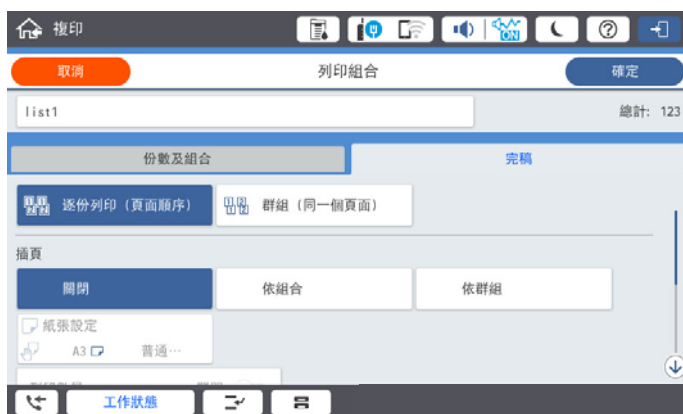 複印
ON
取消
列印組合
確定
list1
總計: 123
份數及組合
完稿
逐份列印 (頁面順序)
群組 (同一個頁面)
插頁
關閉
依組合
依群組
紙張設定
A3
普通…
工作狀態